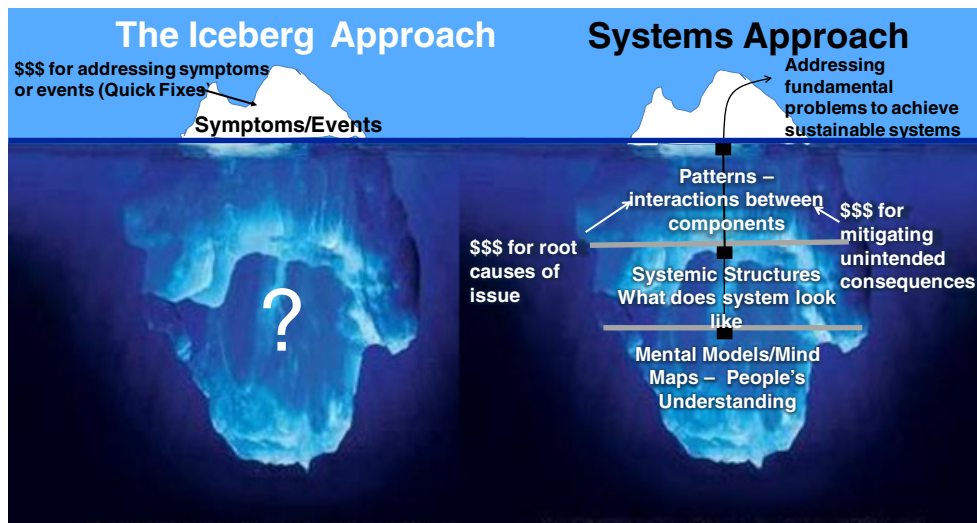 The Iceberg Approach
$$$ for addressing symptoms
or events (Quick Fixes)
Symptoms/Events
?
Systems Approach
Addressing
fundamental
problems to achieve
sustainable systems
Patterns –
interactions between
components
$$$ for root
causes of
issue
$$$ for
mitigating
unintended
consequences
Systemic Structures
What does system look
like
Mental Models/Mind
Maps – People's
Understanding